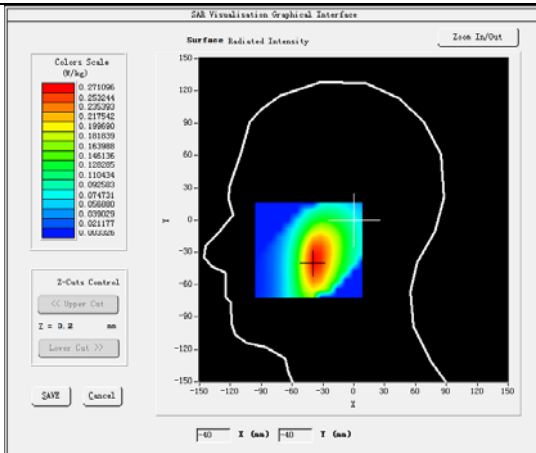 SAR Visualisation Graphical Interface
Surface Radiated Intensity
Zoom In/Out
Colors Scale
(W/kg)
0.271096
0.253244
0.235393
0.217542
0.199690
0.181839
0.163988
0.146136
0.128285
0.110434
0.092583
0.074731
0.056880
0.039029
0.021177
0.003326
Z-Cuts Control
<< Upper Cut
Z = 3.2 mm
Lower Cut >>
SAVE Cancel
150
120
90
60
30
0
-30
-60
-90
-120
-150
Y
-150 -120 -90 -60 -30 0 30 60 90 120 150
X
-40 X (mm) -40 Y (mm)